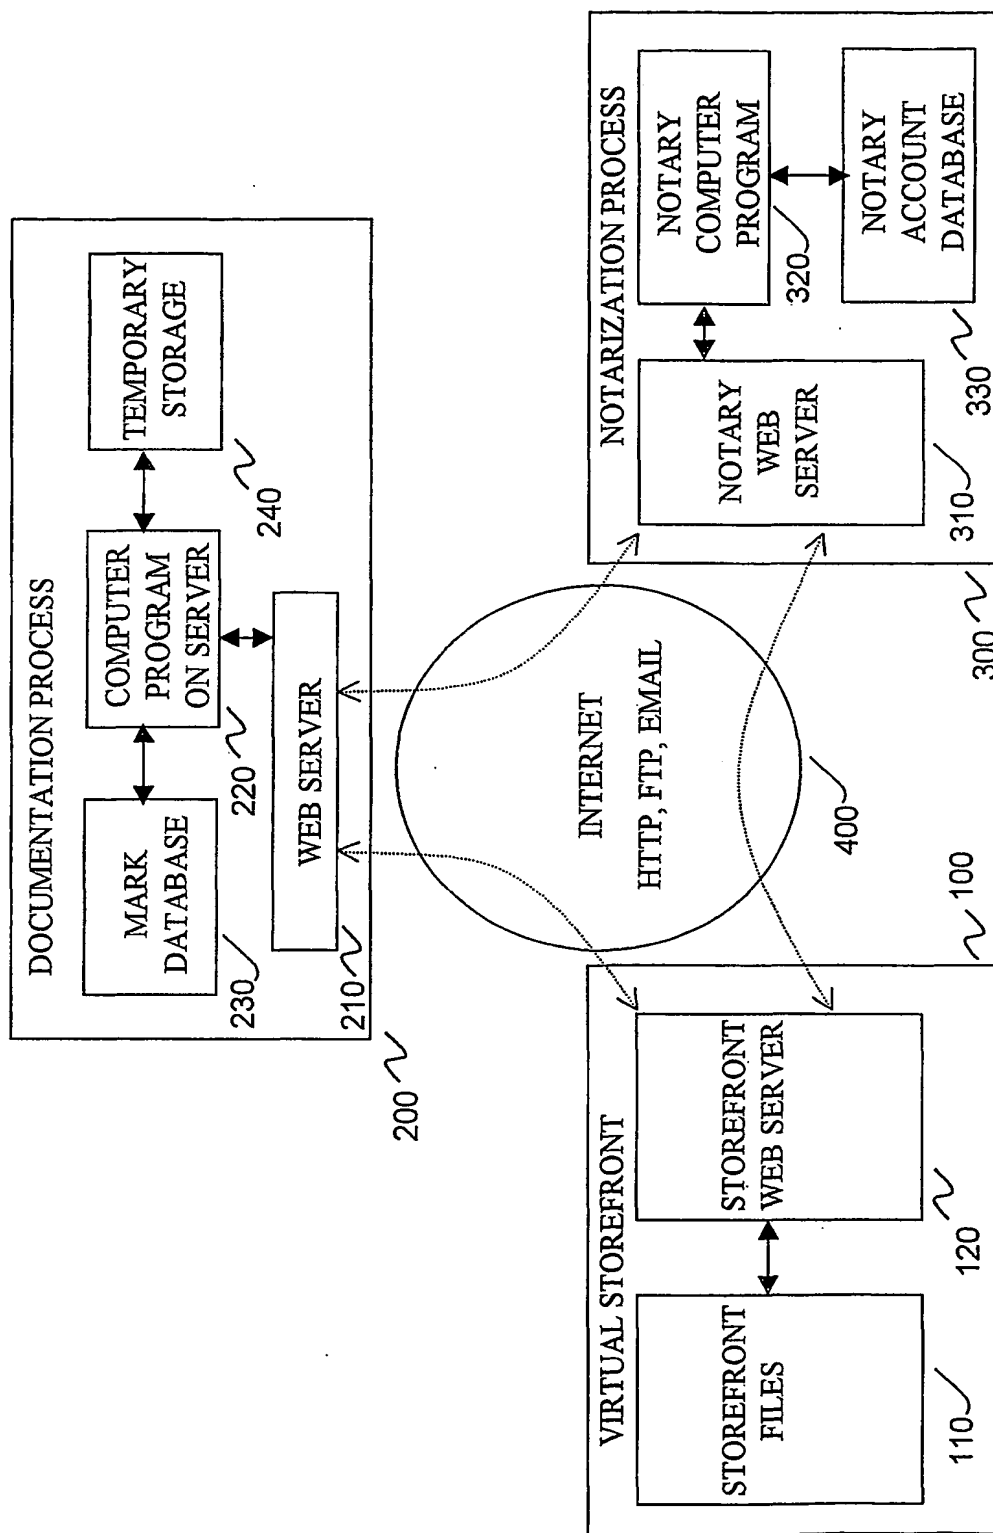 DOCUMENTATION PROCESS
MARK
DATABASE
230
COMPUTER
PROGRAM
ON SERVER
220
TEMPORARY
STORAGE
240
WEB SERVER
210
200
INTERNET
HTTP, FTP, EMAIL
400
VIRTUAL STOREFRONT
STOREFRONT
FILES
110
STOREFRONT
WEB SERVER
120
100
NOTARIZATION PROCESS
NOTARY
WEB
SERVER
310
NOTARY
COMPUTER
PROGRAM
320
NOTARY
ACCOUNT
DATABASE
330
300